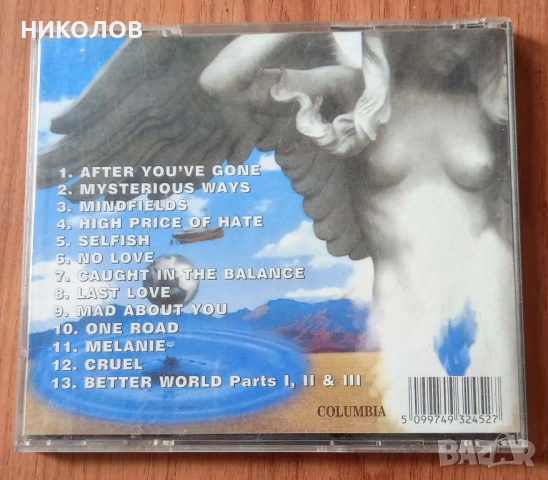 НИКОЛОВ
1. AFTER YOU'VE GONE
2. MYSTERIOUS WAYS
3. MINDFIELDS
4. HIGH PRICE OF HATE
5. SELFISH
6. NO LOVE
7. CAUGHT IN THE BALANCE
8. LAST LOVE
9. MAD ABOUT YOU
10. ONE ROAD
11. MELANIE
12. CRUEL
13. BETTER WORLD Parts I, II & III
COLUMBIA
5 099749 324527
BAZAR